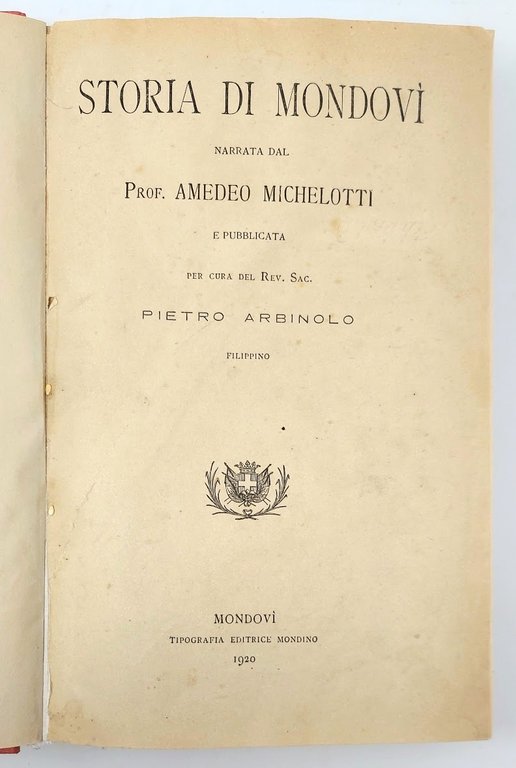 STORIA DI MONDOVÌ
NARRATA DAL
PROF. AMEDEO MICHELOTTI
E PUBBLICATA
PER CURA DEL REV. SAC.
PIETRO ARBINOLO
FILIPPINO
MONDOVÌ
TIPOGRAFIA EDITRICE MONDINO
1920